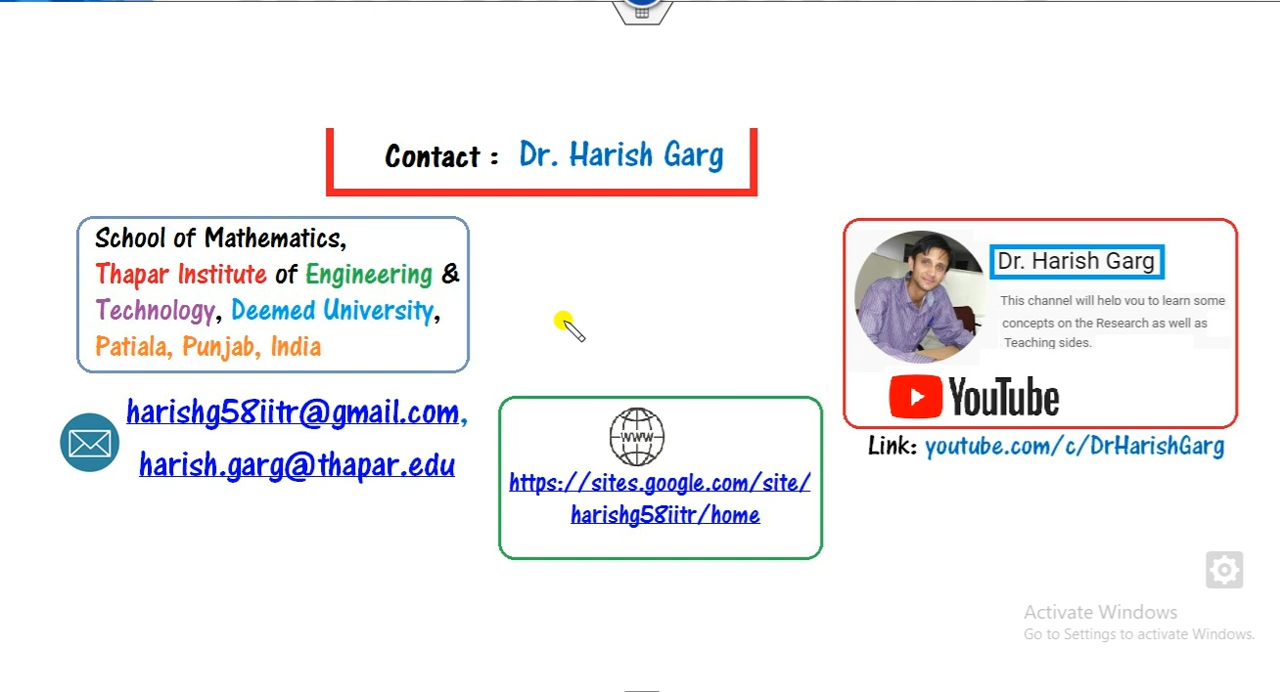 Contact : Dr. Harish Garg
School of Mathematics,
Thapar Institute of Engineering &
Technology, Deemed University,
Patiala, Punjab, India
harishg58iitr@gmail.com,
harish.garg@thapar.edu
WWW
https://sites.google.com/site/
harishg58iitr/home
Dr. Harish Garg
This channel will help you to learn some
concepts on the Research as well as
Teaching sides.
YouTube
Link: youtube.com/c/DrHarishGarg
Activate Windows
Go to Settings to activate Windows.